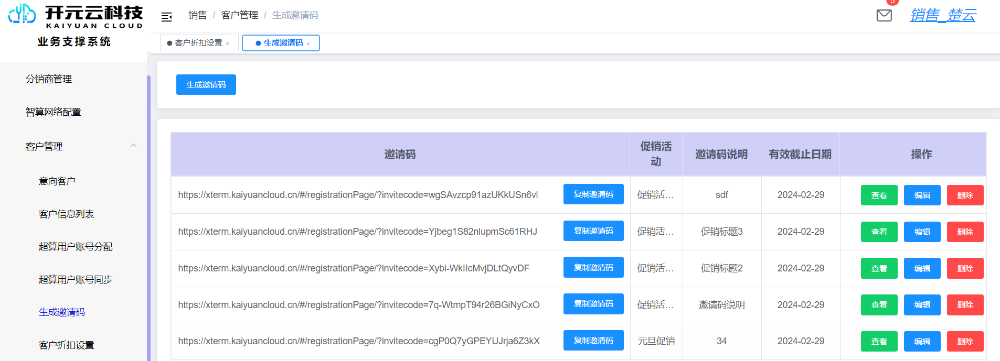 开元云科技
KAIYUAN CLOUD
业务支撑系统
销售 / 客户管理 / 生成邀请码
5
销售_楚云
客户折扣设置 ×
生成邀请码 ×
分销商管理
智算网络配置
客户管理
意向客户
客户信息列表
超算用户账号分配
超算用户账号同步
生成邀请码
客户折扣设置
生成邀请码
邀请码 促销活动 邀请码说明 有效截止日期 操作
https://xterm.kaiyuancloud.cn/#/registrationPage/?invitecode=wgSAvzcp91azUKkUSn6vl 复制邀请码 促销活... sdf 2024-02-29 查看 编辑 删除
https://xterm.kaiyuancloud.cn/#/registrationPage/?invitecode=Yjbeg1S82nlupmSc61RHJ 复制邀请码 促销活... 促销标题3 2024-02-29 查看 编辑 删除
https://xterm.kaiyuancloud.cn/#/registrationPage/?invitecode=Xybi-WkIIcMvjDLtQyvDF 复制邀请码 促销活... 促销标题2 2024-02-29 查看 编辑 删除
https://xterm.kaiyuancloud.cn/#/registrationPage/?invitecode=7q-WtmpT94r26BGiNyCxO 复制邀请码 促销活... 邀请码说明 2024-02-29 查看 编辑 删除
https://xterm.kaiyuancloud.cn/#/registrationPage/?invitecode=cgP0Q7yGPEYUJrja6Z3kX 复制邀请码 元旦促销 34 2024-02-29 查看 编辑 删除